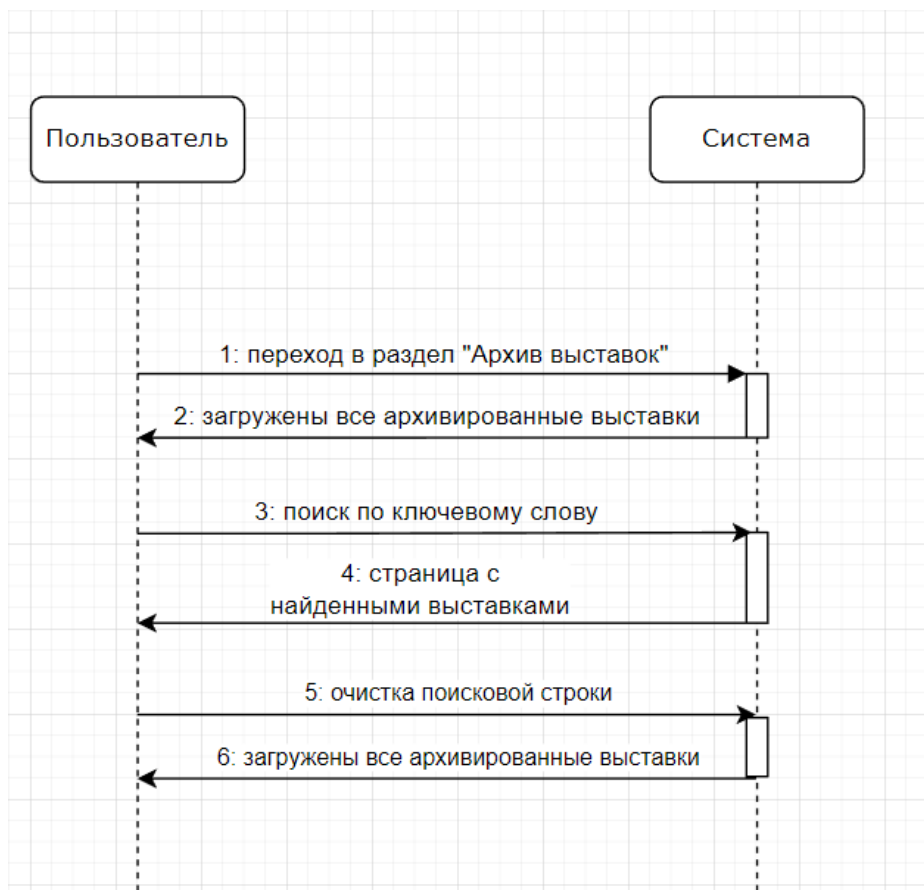 Пользователь
Система
1: переход в раздел "Архив выставок"
2: загружены все архивированные выставки
3: поиск по ключевому слову
4: страница с
найденными выставками
5: очистка поисковой строки
6: загружены все архивированные выставки